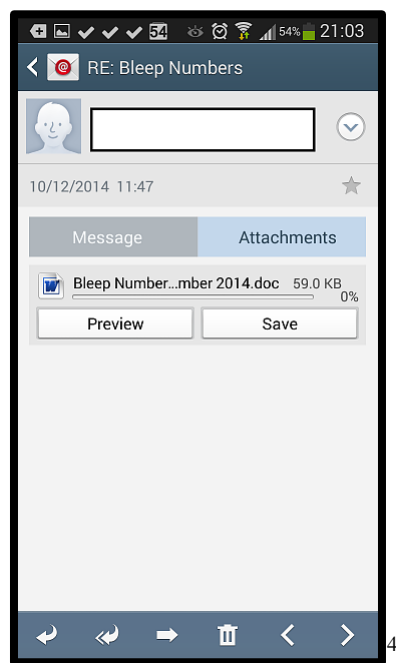 54 54% 21:03
RE: Bleep Numbers
10/12/2014 11:47
Message Attachments
Bleep Number...mber 2014.doc 59.0 KB
0%
Preview Save
4